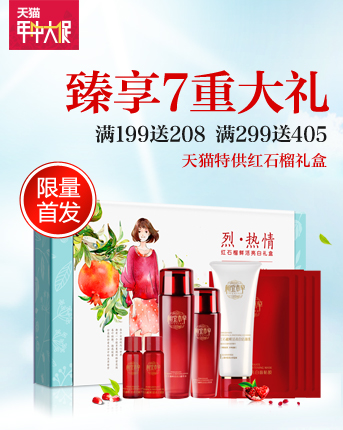 天猫
年中大促
臻享7重大礼
满199送208 满299送405
天猫特供红石榴礼盒
限量
首发
烈·热情
红石榴鲜活亮白礼盒